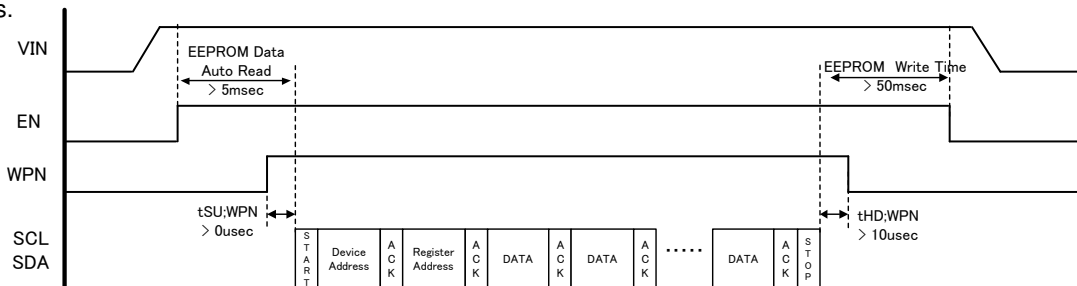 s.
VIN
EEPROM Data
Auto Read
> 5msec
EEPROM Write Time
> 50msec
EN
WPN
tSU;WPN
> 0usec
tHD;WPN
> 10usec
SCL
SDA
START
Device
Address
ACK
Register
Address
ACK
DATA
ACK
DATA
ACK
.....
DATA
ACK
STOP